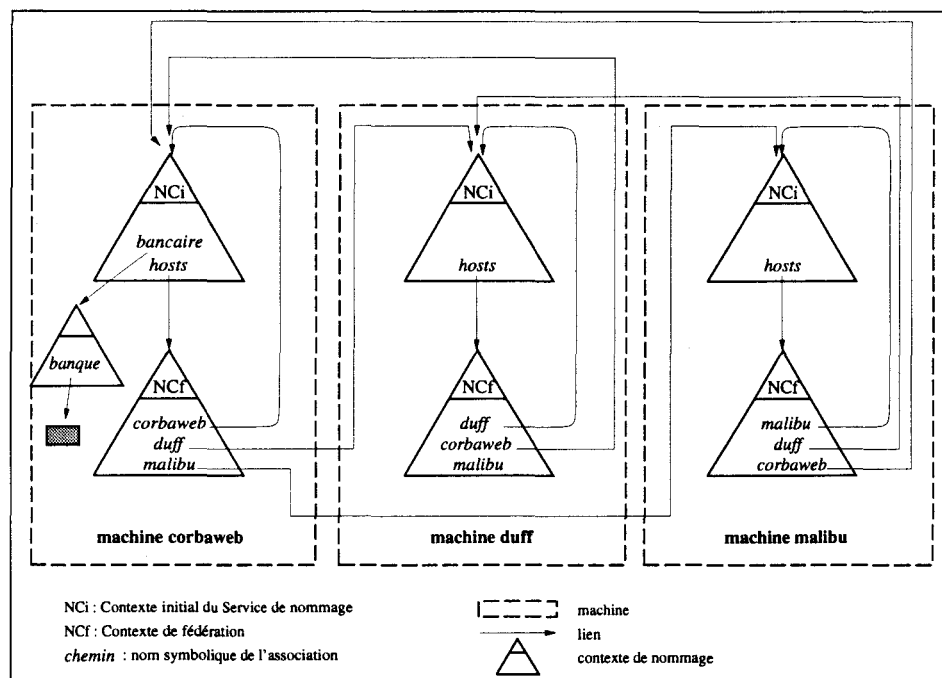 NCi
bancaire
hosts
banque
NCf
corbaweb
duff
malibu
machine corbaweb
NCi
hosts
NCf
duff
corbaweb
malibu
machine duff
NCi
hosts
NCf
malibu
duff
corbaweb
machine malibu
NCi : Contexte initial du Service de nommage
NCf : Contexte de fédération
chemin : nom symbolique de l'association
machine
lien
contexte de nommage